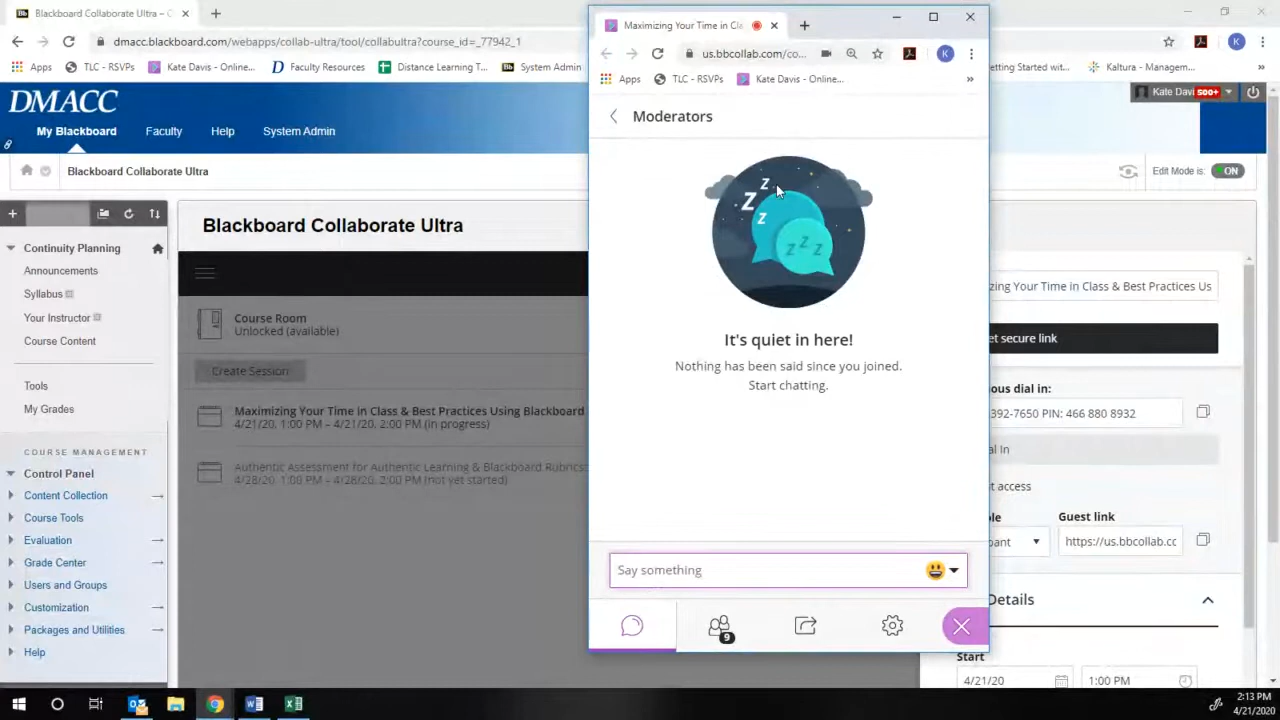 Blackboard Collaborate Ultra – C
Maximizing Your Time in Cla
dmacc.blackboard.com/webapps/collab-ultra/tool/collabultra?course_id=_77942_1
us.bbcollab.com/co...
K
K
Apps
TLC - RSVPs
Kate Davis - Online...
Faculty Resources
Distance Learning T...
System Admin
Apps
TLC - RSVPs
Kate Davis - Online...
»
etting Started wit...
Kaltura - Managem...
»
DMACC
Kate Davi
500+
My Blackboard
Faculty
Help
System Admin
Moderators
Blackboard Collaborate Ultra
Edit Mode is:
ON
Z
z
z
z z z
Blackboard Collaborate Ultra
Continuity Planning
Announcements
Syllabus
Your Instructor
Course Content
Tools
My Grades
COURSE MANAGEMENT
Control Panel
Content Collection
Course Tools
Evaluation
Grade Center
Users and Groups
Customization
Packages and Utilities
Help
Course Room
Unlocked (available)
Create Session
Maximizing Your Time in Class & Best Practices Using Blackboard
4/21/20, 1:00 PM – 4/21/20, 2:00 PM (in progress)
Authentic Assessment for Authentic Learning & Blackboard Rubrics
4/28/20, 1:00 PM – 4/28/20, 2:00 PM (not yet started)
It's quiet in here!
Nothing has been said since you joined.
Start chatting.
Say something
9
zing Your Time in Class & Best Practices Us
et secure link
ous dial in:
392-7650 PIN: 466 880 8932
al In
t access
le
Guest link
pant
https://us.bbcollab.cc
Details
Start
4/21/20
1:00 PM
2:13 PM
4/21/2020